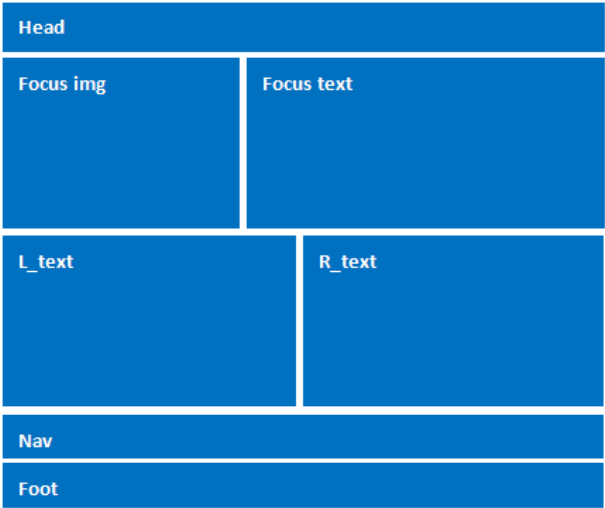 Head
Focus img
Focus text
L_text
R_text
Nav
Foot